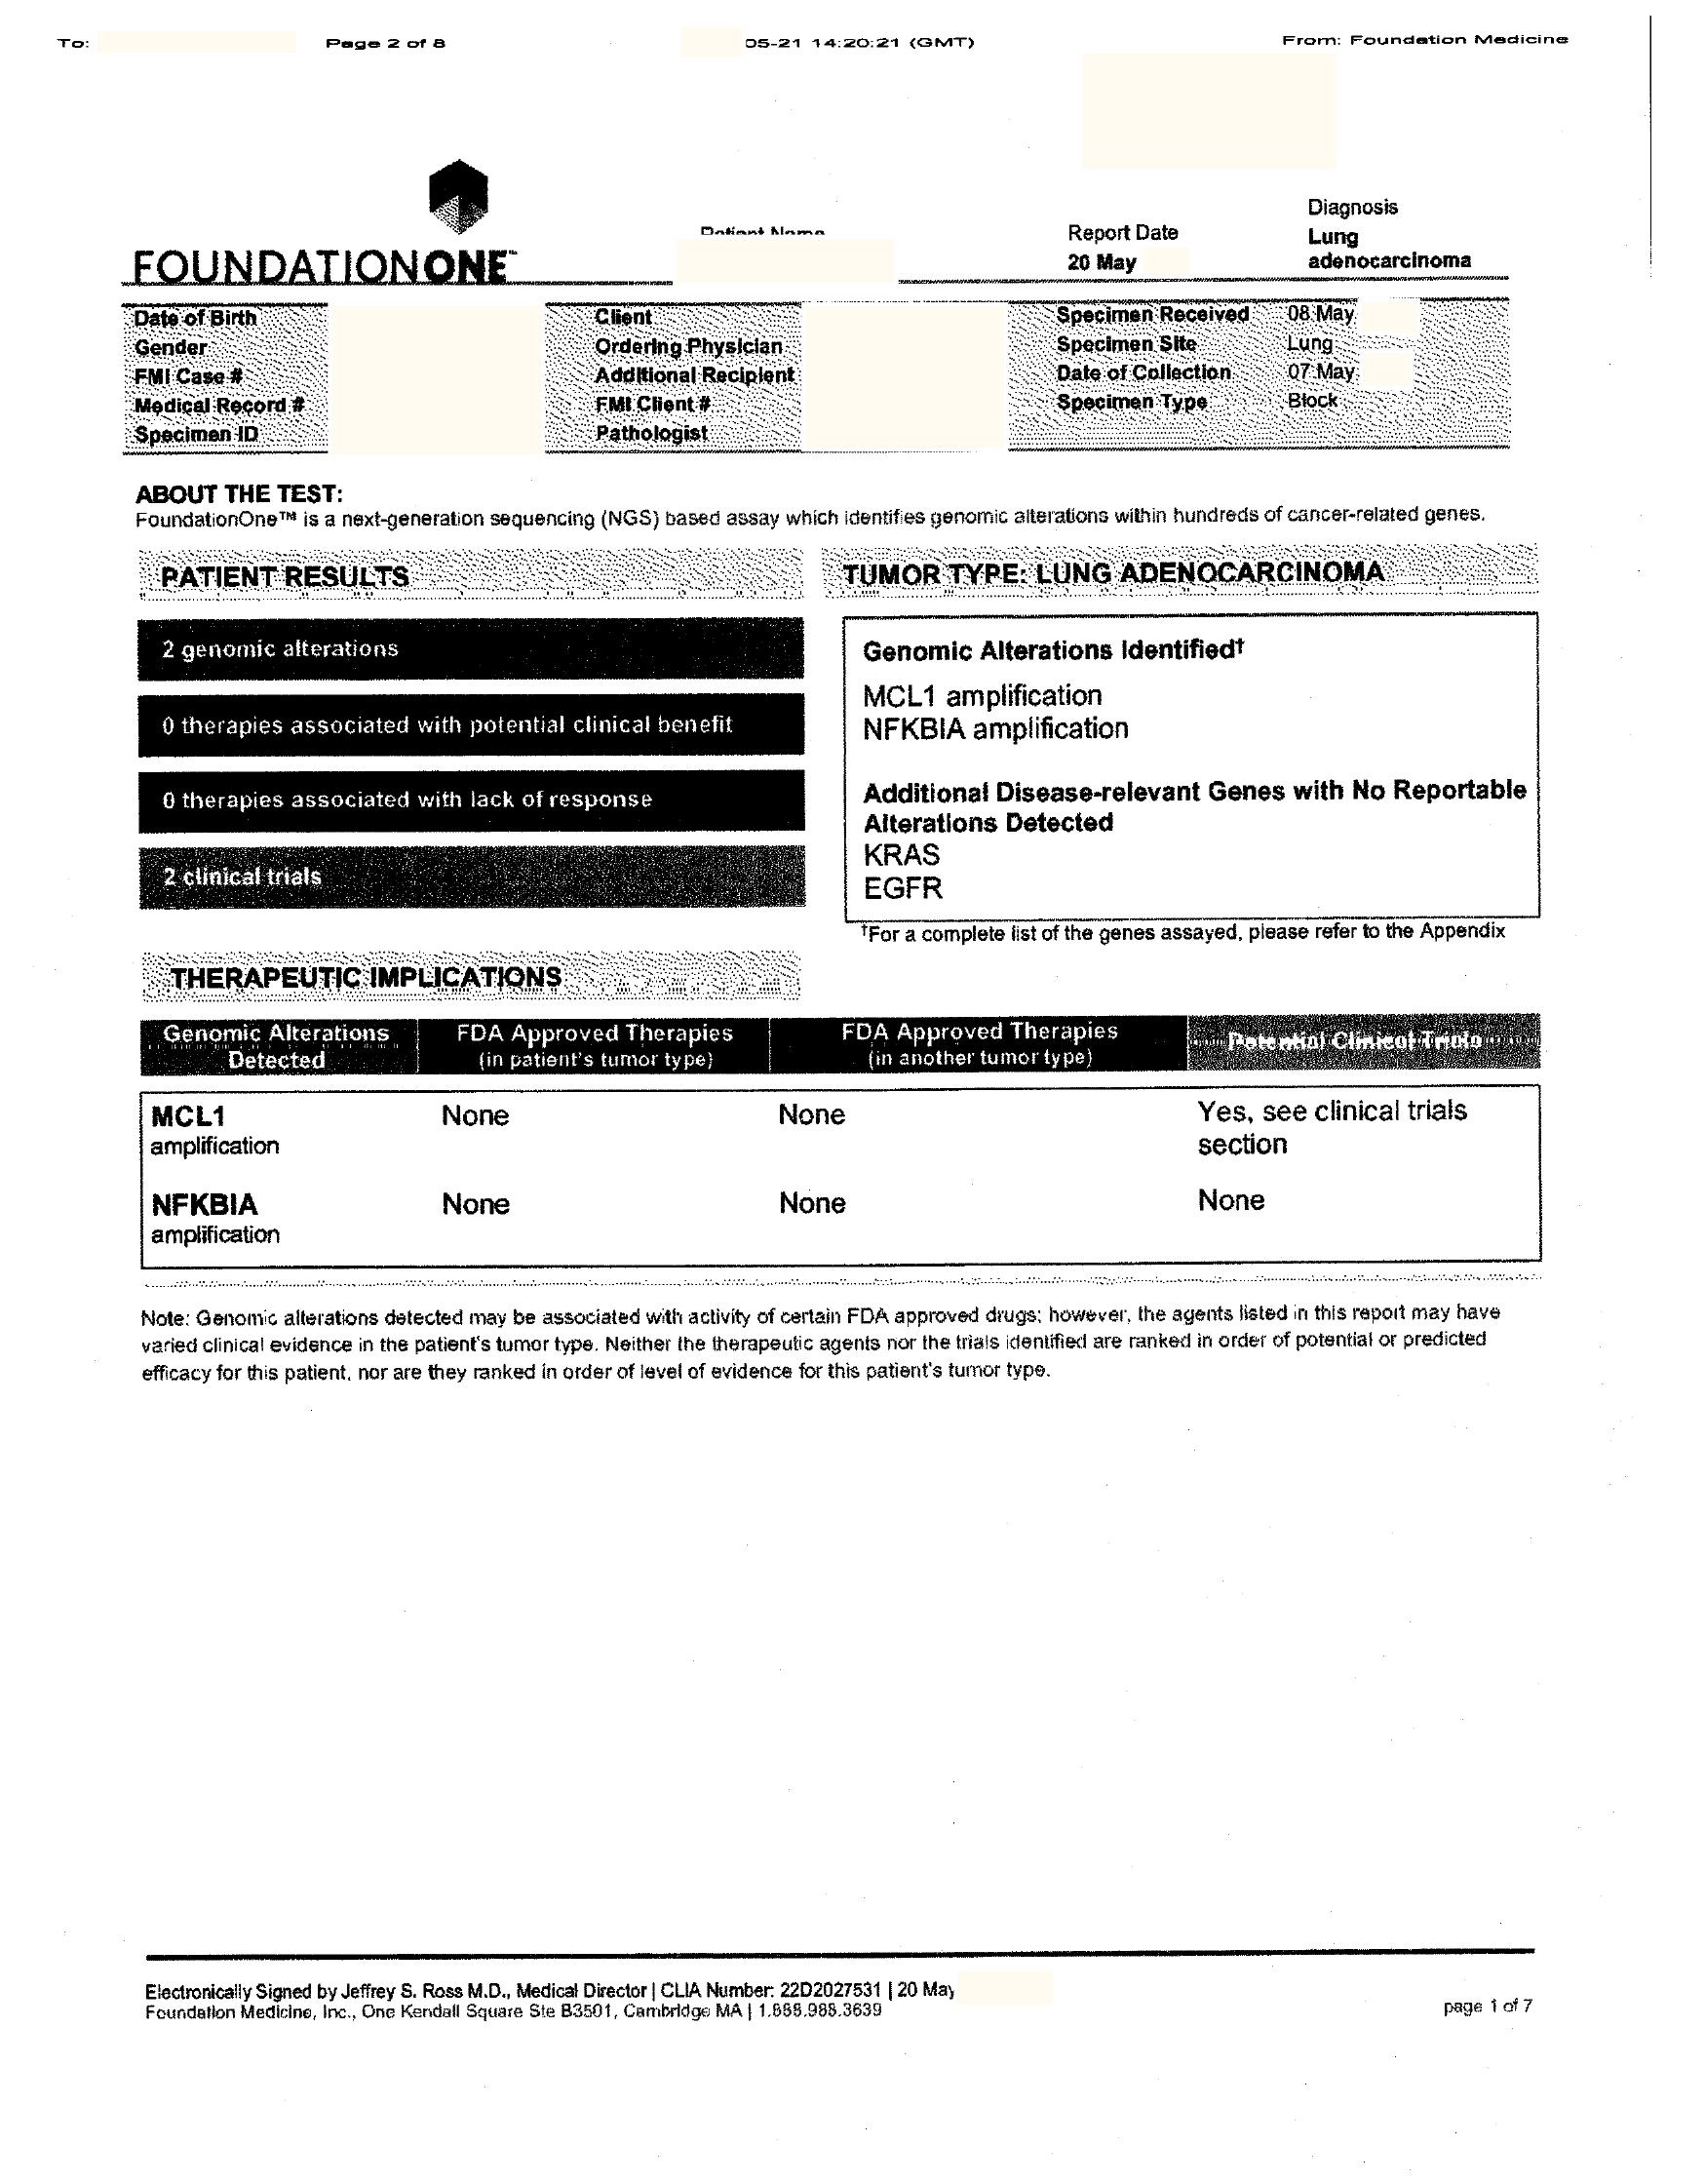 To: Page 2 of 8 05-21 14:20:21 (GMT) From: Foundation Medicine
FOUNDATIONONE™
Patient Name
Report Date
20 May
Diagnosis
Lung
adenocarcinoma
Date of Birth
Gender
FMI Case #
Medical Record #
Specimen ID
Client
Ordering Physician
Additional Recipient
FMI Client #
Pathologist
Specimen Received 08 May
Specimen Site Lung
Date of Collection 07 May
Specimen Type Block
ABOUT THE TEST:
FoundationOne™ is a next-generation sequencing (NGS) based assay which identifies genomic alterations within hundreds of cancer-related genes.
PATIENT RESULTS
2 genomic alterations
0 therapies associated with potential clinical benefit
0 therapies associated with lack of response
2 clinical trials
TUMOR TYPE: LUNG ADENOCARCINOMA
Genomic Alterations Identified†
MCL1 amplification
NFKBIA amplification
Additional Disease-relevant Genes with No Reportable
Alterations Detected
KRAS
EGFR
†For a complete list of the genes assayed, please refer to the Appendix
THERAPEUTIC IMPLICATIONS
Genomic Alterations
Detected
FDA Approved Therapies
(in patient's tumor type)
FDA Approved Therapies
(in another tumor type)
Potential Clinical Trials
MCL1 None None Yes, see clinical trials
amplification section
NFKBIA None None None
amplification
Note: Genomic alterations detected may be associated with activity of certain FDA approved drugs; however, the agents listed in this report may have
varied clinical evidence in the patient's tumor type. Neither the therapeutic agents nor the trials identified are ranked in order of potential or predicted
efficacy for this patient, nor are they ranked in order of level of evidence for this patient's tumor type.
Electronically Signed by Jeffrey S. Ross M.D., Medical Director | CLIA Number: 22D2027531 | 20 May
Foundation Medicine, Inc., One Kendall Square Ste B3501, Cambridge MA | 1.888.988.3639
page 1 of 7